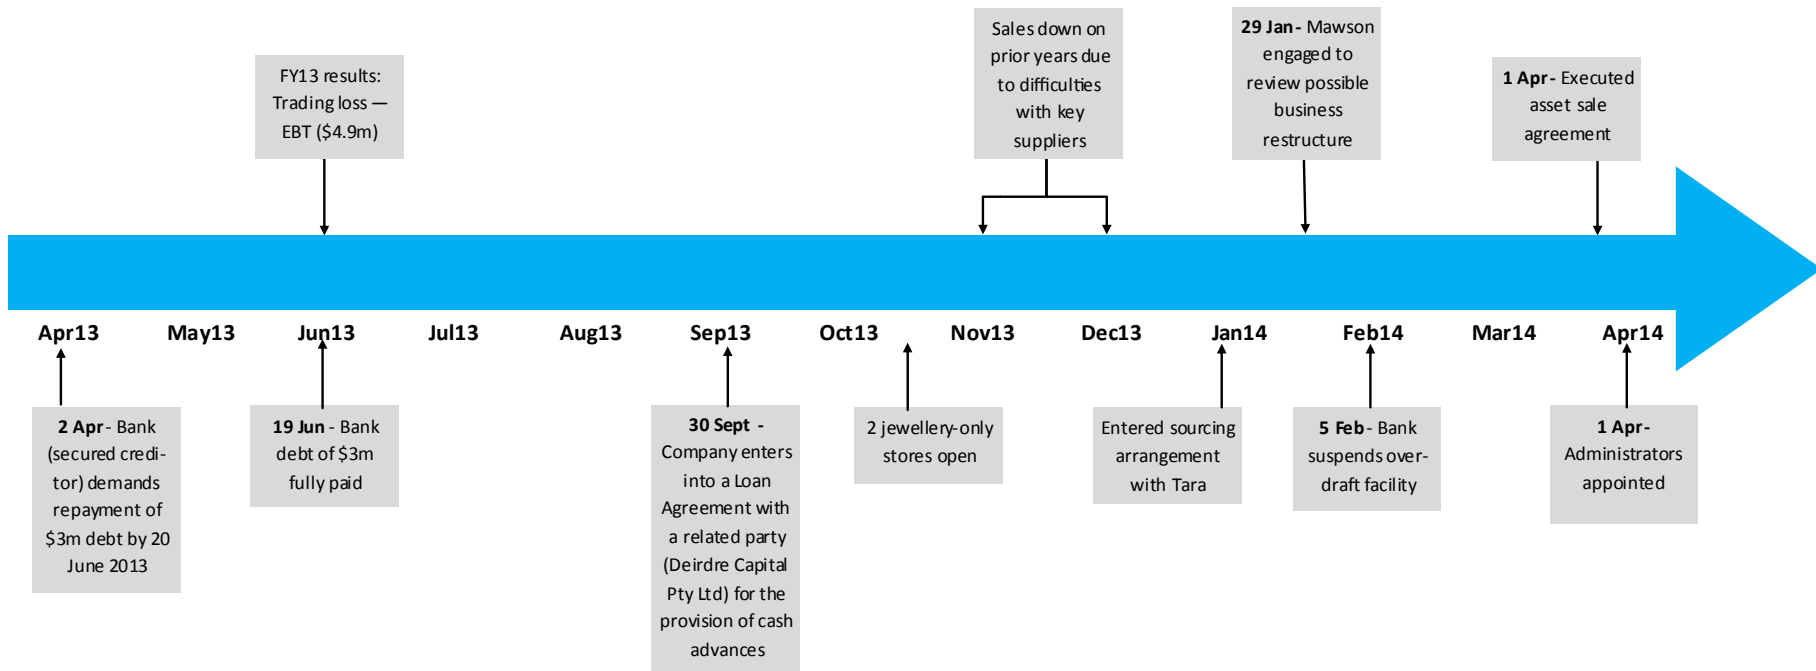 FY13 results:
Trading loss —
EBT ($4.9m)
Sales down on
prior years due
to difficulties
with key
suppliers
29 Jan- Mawson
engaged to
review possible
business
restructure
1 Apr- Executed
asset sale
agreement
Apr13 May13 Jun13 Jul13 Aug13 Sep13 Oct13 Nov13 Dec13 Jan14 Feb14 Mar14 Apr14
2 Apr- Bank
(secured credi-
tor) demands
repayment of
$3m debt by 20
June 2013
19 Jun - Bank
debt of $3m
fully paid
30 Sept -
Company enters
into a Loan
Agreement with
a related party
(Deirdre Capital
Pty Ltd) for the
provision of cash
advances
2 jewellery-only
stores open
Entered sourcing
arrangement
with Tara
5 Feb- Bank
suspends over-
draft facility
1 Apr-
Administrators
appointed